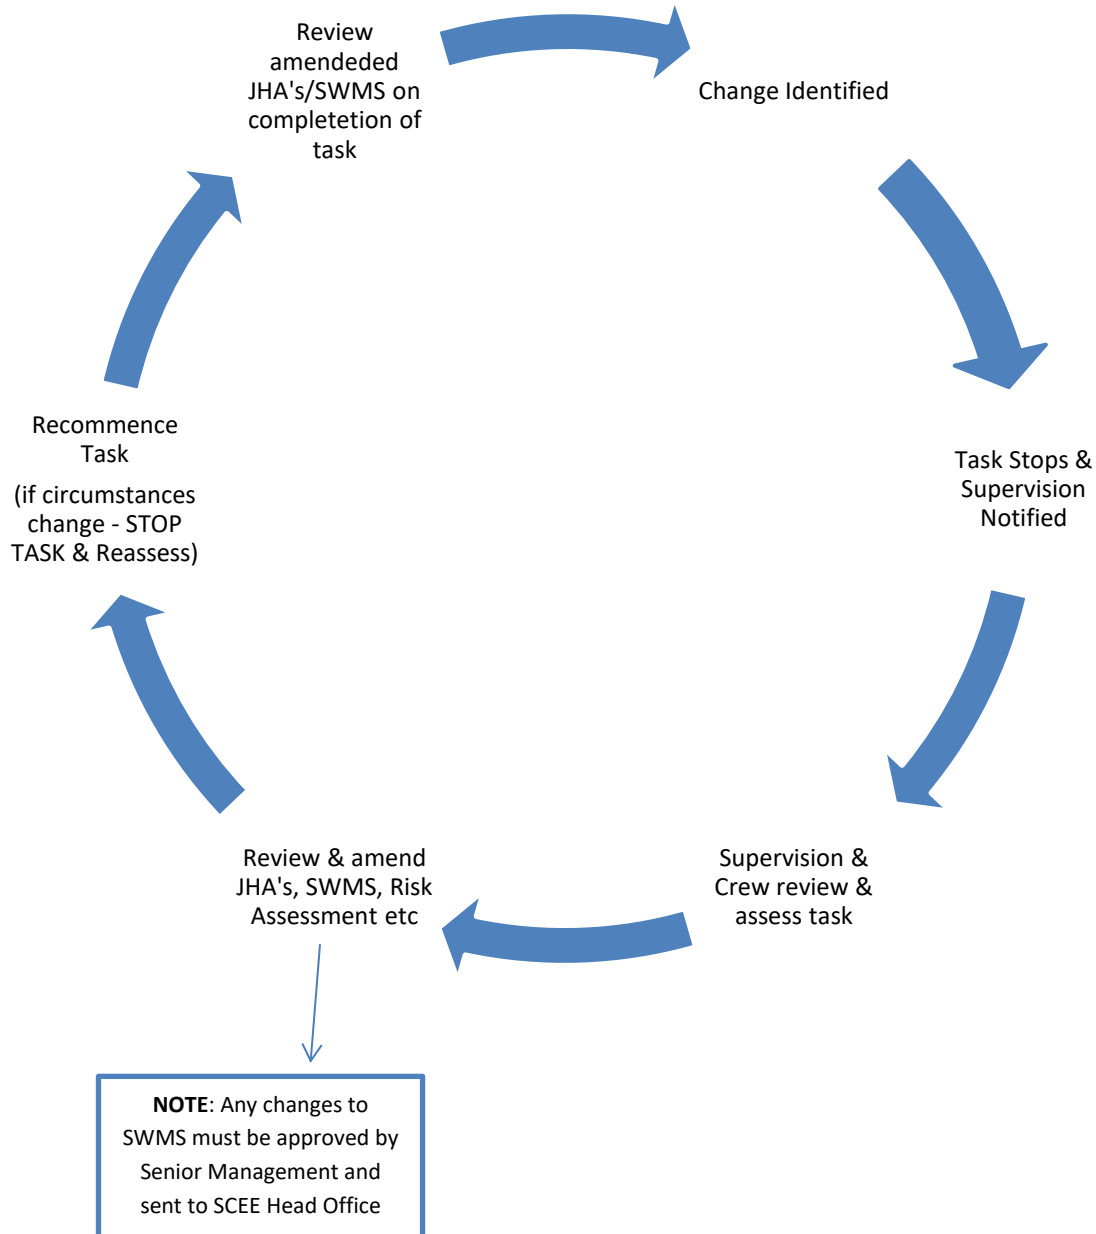 Review
amendeded
JHA's/SWMS on
completetion of
task
Change Identified
Task Stops &
Supervision
Notified
Supervision &
Crew review &
assess task
Review & amend
JHA's, SWMS, Risk
Assessment etc
NOTE: Any changes to
SWMS must be approved by
Senior Management and
sent to SCEE Head Office
Recommence
Task
(if circumstances
change - STOP
TASK & Reassess)